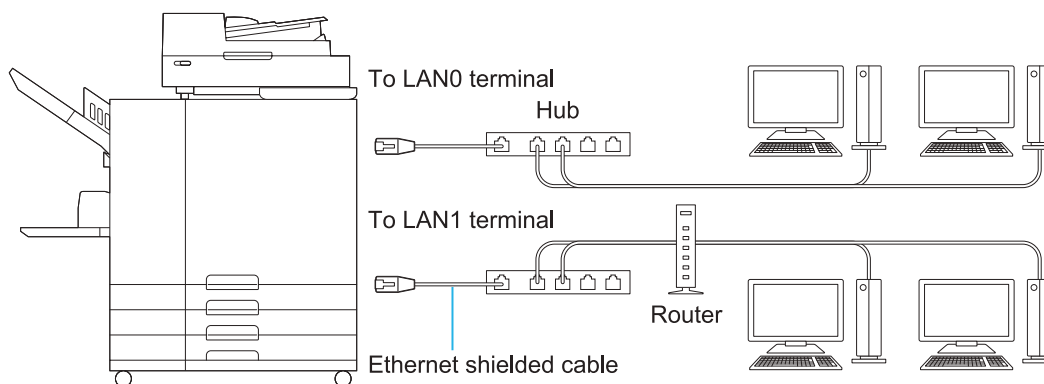 To LAN0 terminal
Hub
To LAN1 terminal
Router
Ethernet shielded cable